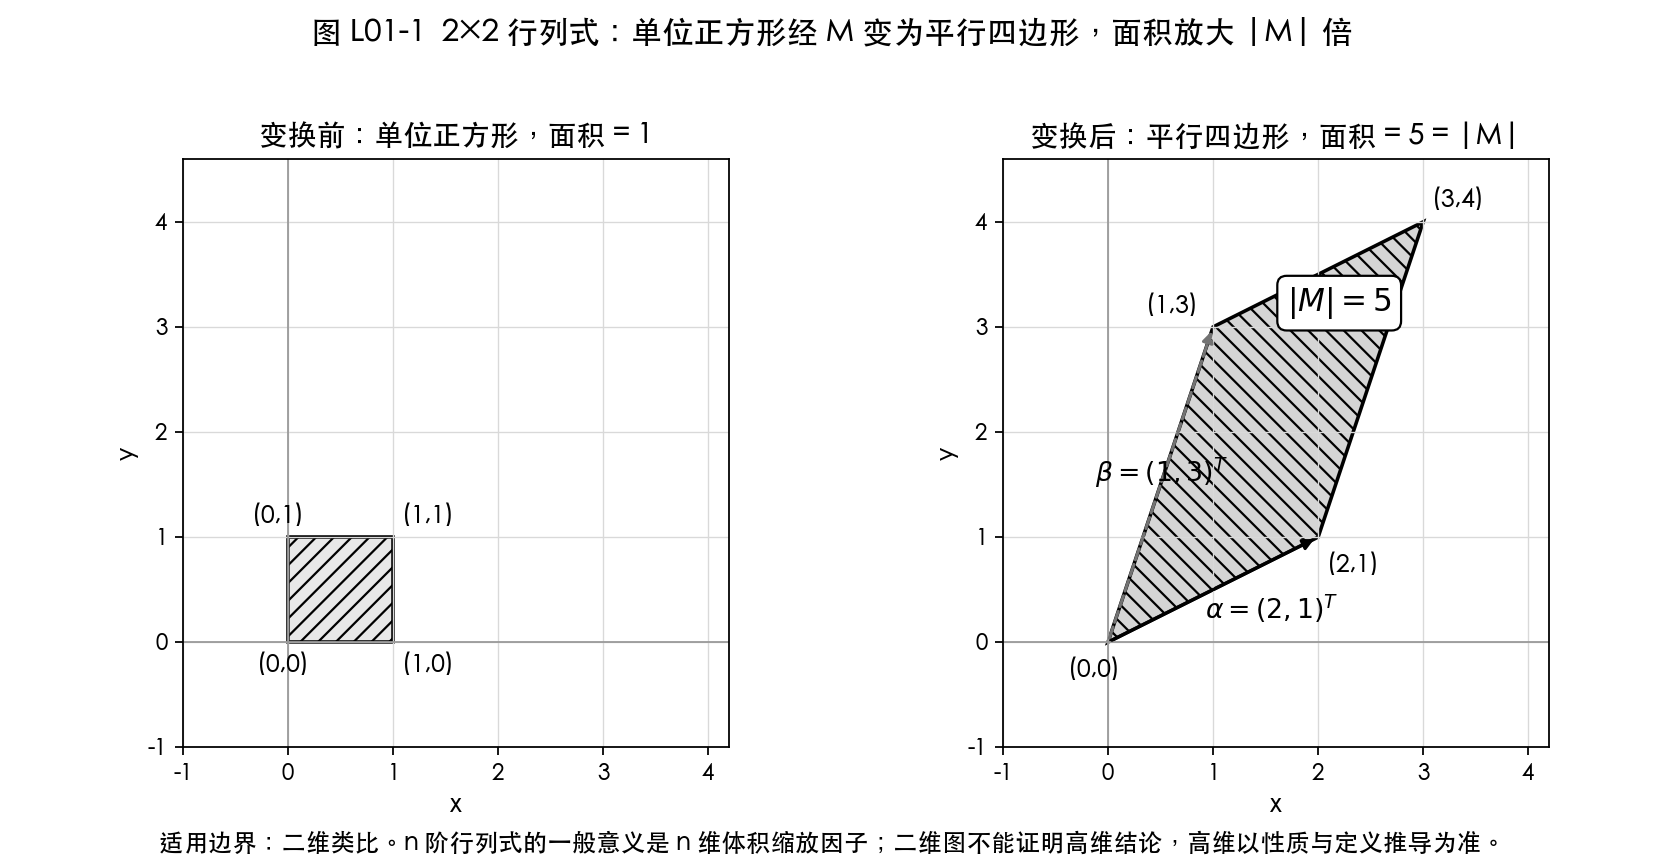 图 L01-1 2×2 行列式：单位正方形经 M 变为平行四边形，面积放大 |M| 倍
变换前：单位正方形，面积 = 1
4
3
2
1
0
-1
y
(0,1)
(1,1)
(0,0)
(1,0)
-1 0 1 2 3 4
x
变换后：平行四边形，面积 = 5 = |M|
4
3
2
1
0
-1
y
(3,4)
|M| = 5
(1,3)
β = (1, 3)^T
(2,1)
α = (2, 1)^T
(0,0)
-1 0 1 2 3 4
x
适用边界：二维类比。n 阶行列式的一般意义是 n 维体积缩放因子；二维图不能证明高维结论，高维以性质与定义推导为准。